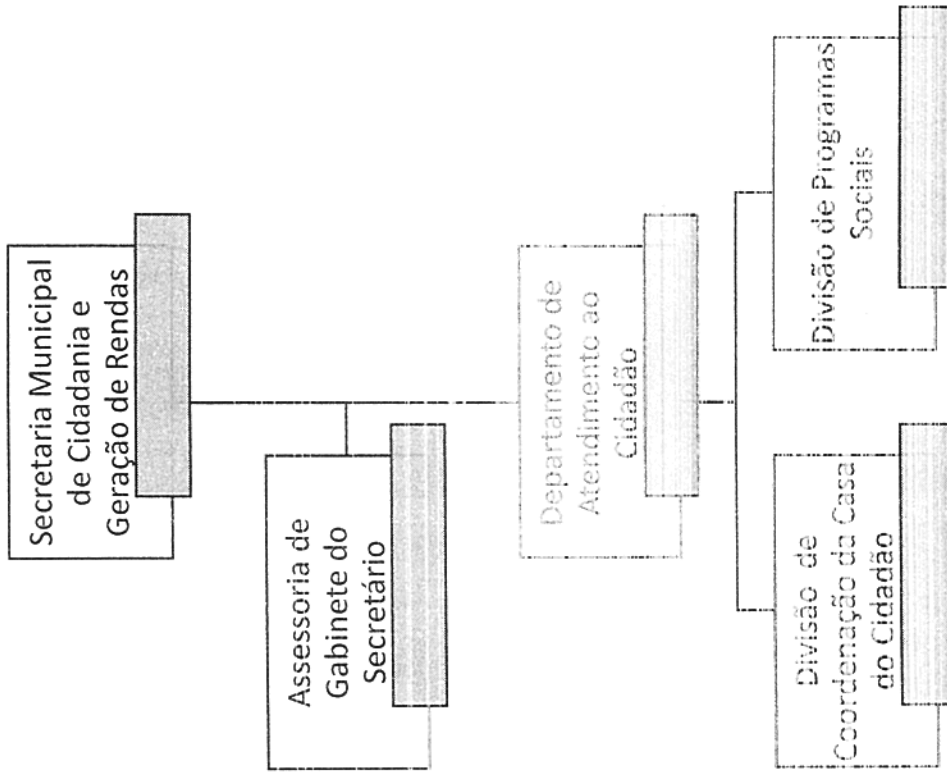 Secretaria Municipal
de Cidadania e
Geração de Rendas
Assessoria de
Gabinete do
Secretário
Departamento de
Atendimento ao
Cidadão
Divisão de
Coordenação da Casa
do Cidadão
Divisão de Programas
Sociais